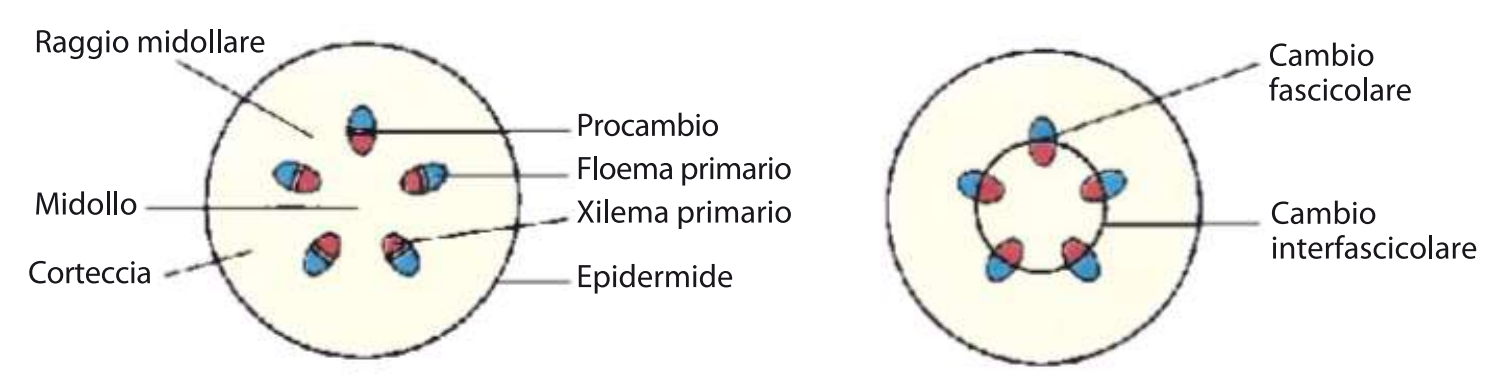 Raggio midollare
Midollo
Corteccia
Procambio
Floema primario
Xilema primario
Epidermide
Cambio
fascicolare
Cambio
interfascicolare